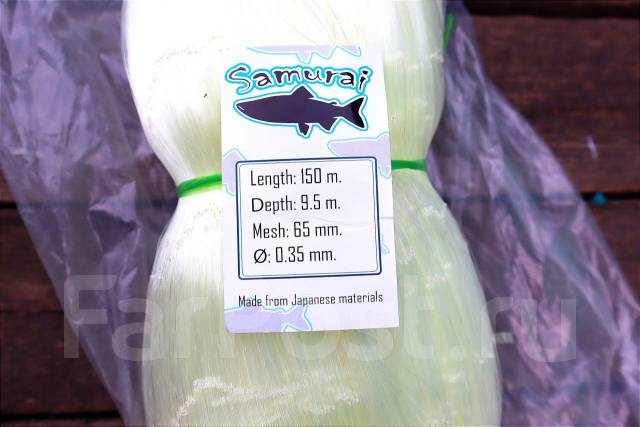 Samurai
Length: 150 m.
Depth: 9.5 m.
Mesh: 65 mm.
Ø: 0.35 mm.
Made from Japanese materials
FarPost.ru